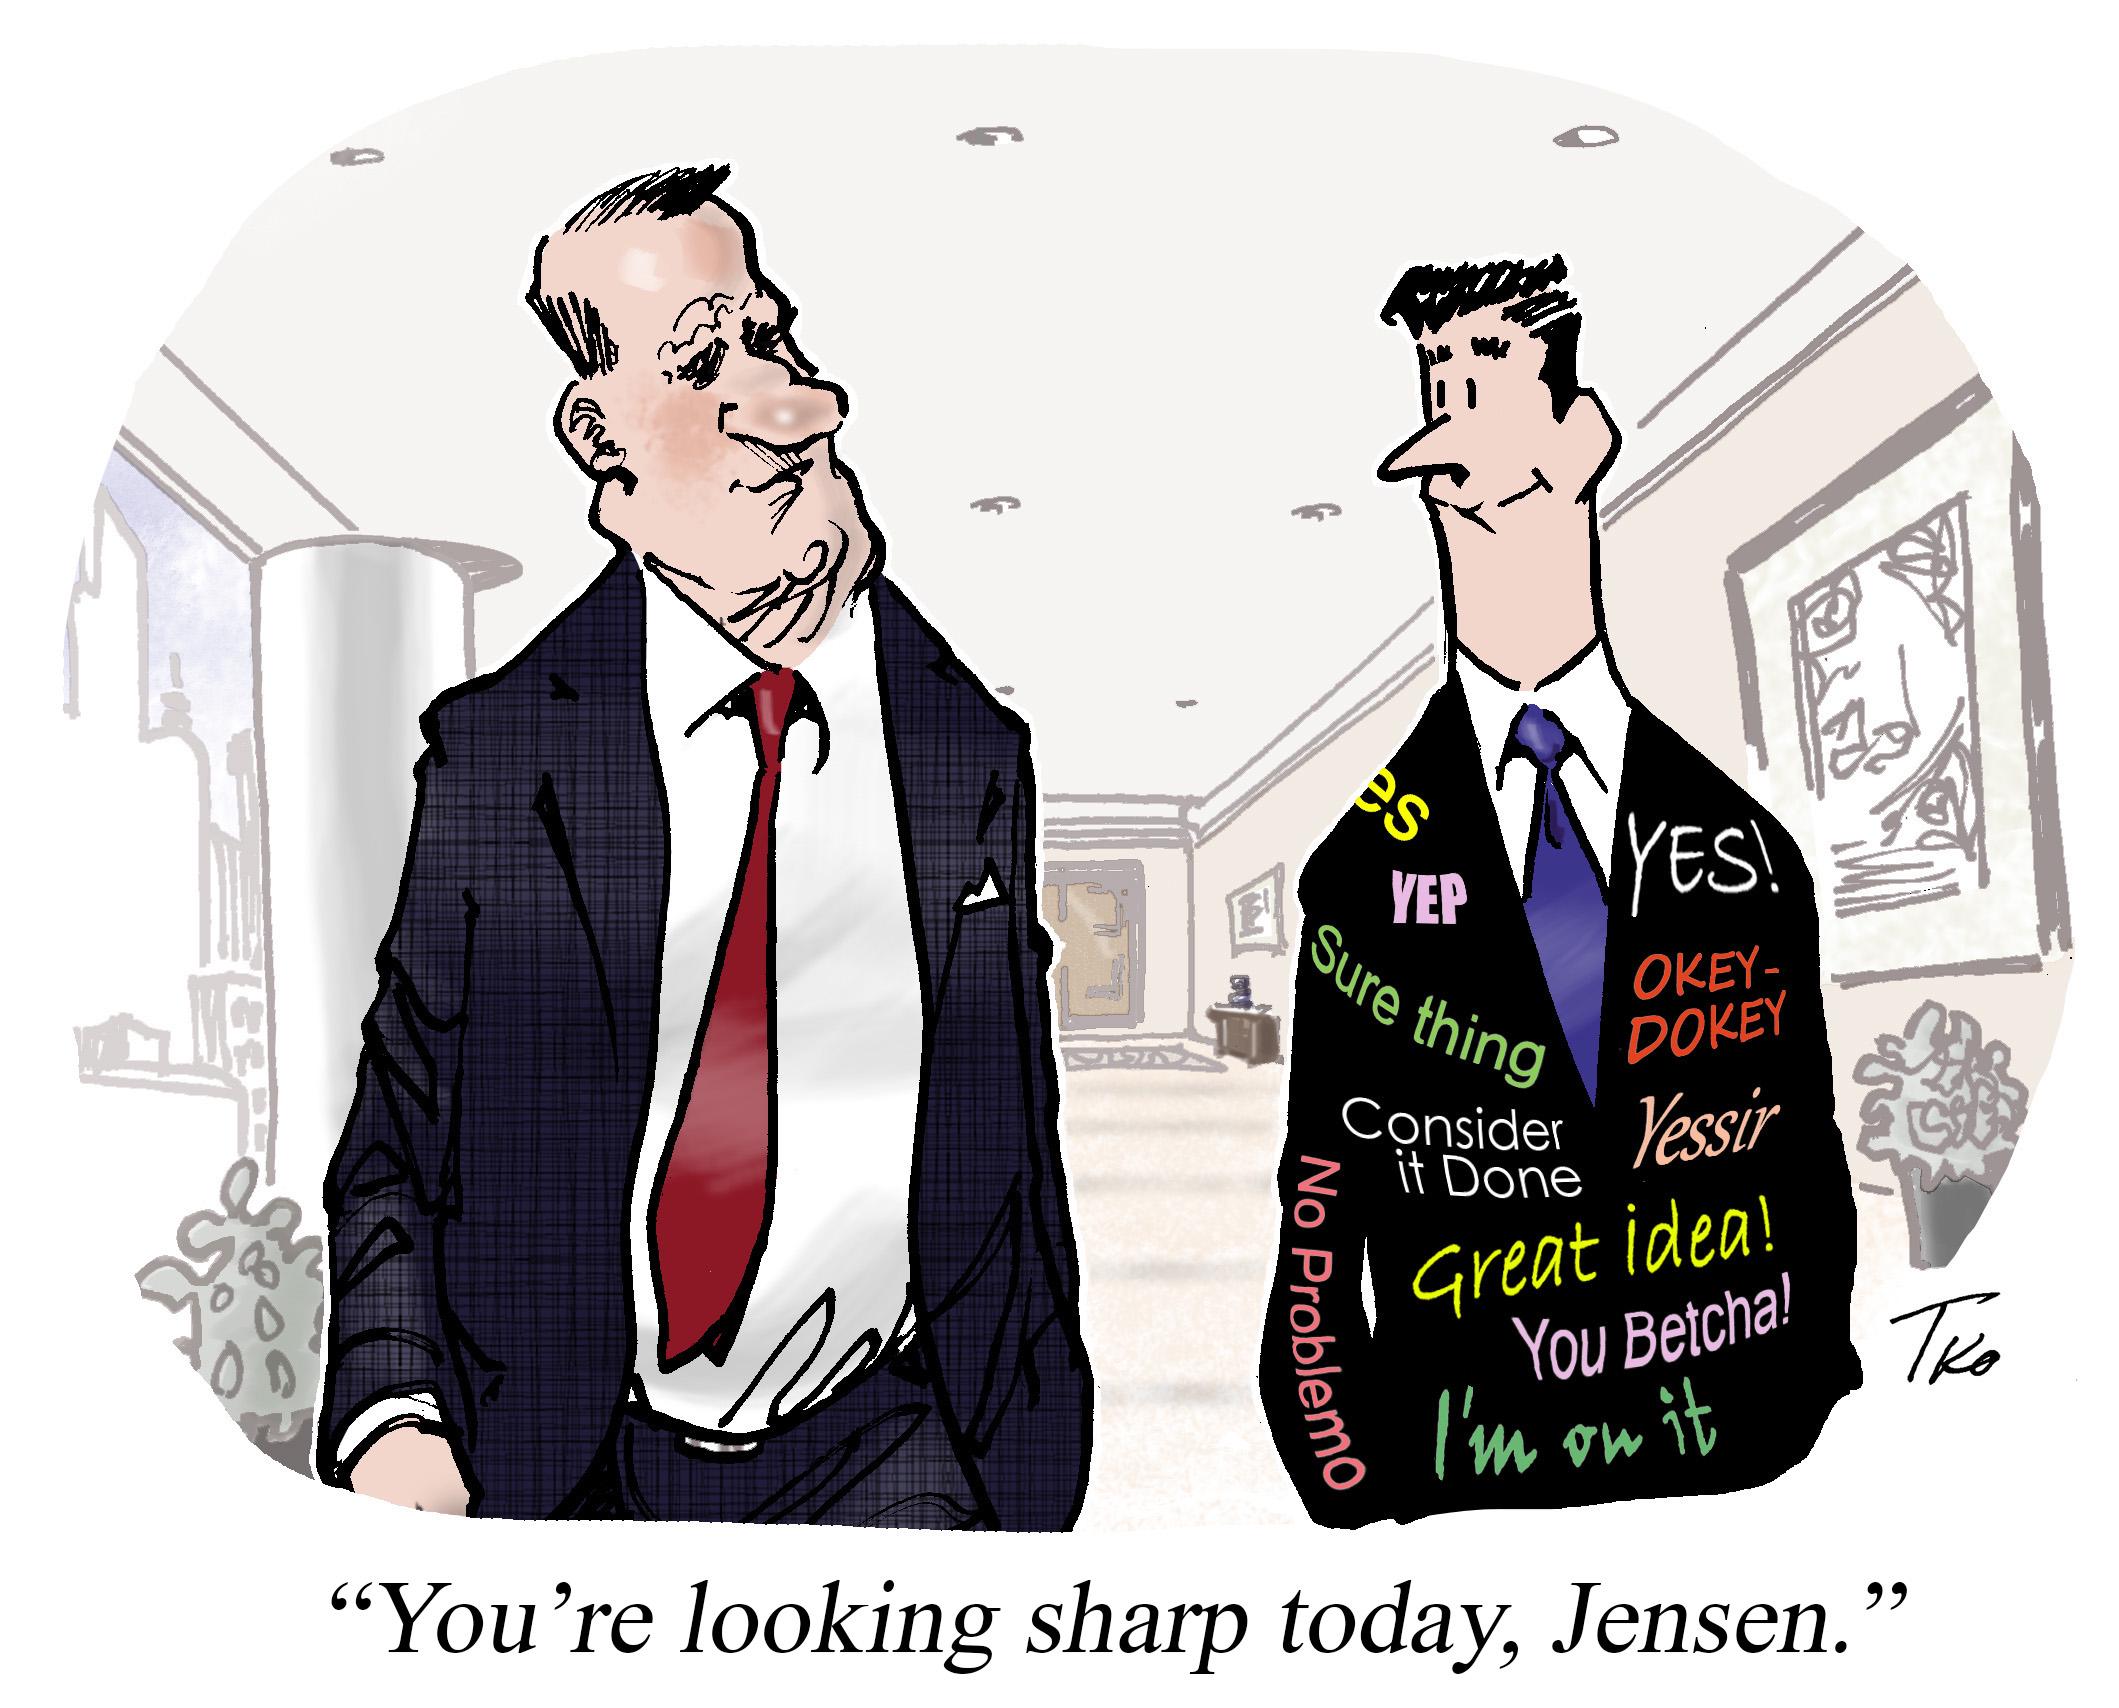 es
YES!
YEP
Sure thing
OKEY-
DOKEY
Consider
it Done
Yessir
No Problemo
Great idea!
You Betcha!
I'm on it
TKo
“You’re looking sharp today, Jensen.”